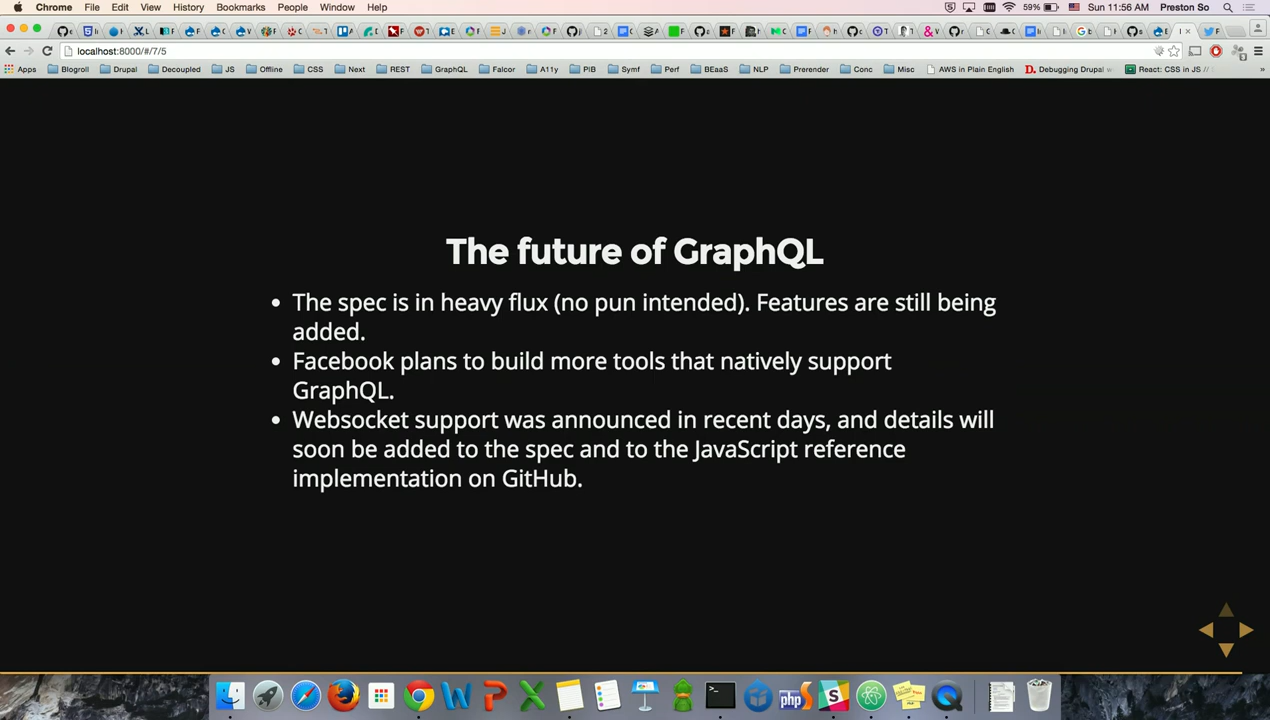 Chrome File Edit View History Bookmarks People Window Help 59% Sun 11:56 AM Preston So
localhost:8000/#/7/5
Apps Blogroll Drupal Decoupled JS Offline CSS Next REST GraphQL Falcor A11y PIB Symf Perf BEaaS NLP Prerender Conc Misc AWS in Plain English Debugging Drupal React: CSS in JS // »
The future of GraphQL
• The spec is in heavy flux (no pun intended). Features are still being
added.
• Facebook plans to build more tools that natively support
GraphQL.
• Websocket support was announced in recent days, and details will
soon be added to the spec and to the JavaScript reference
implementation on GitHub.
php